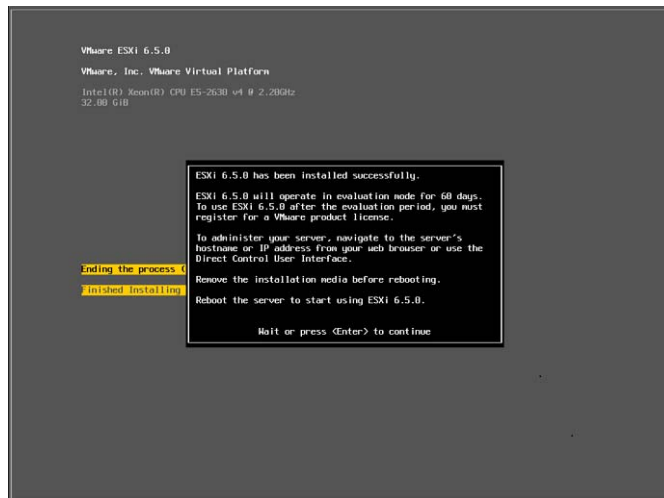 VMware ESXi 6.5.0
VMware, Inc. VMware Virtual Platform
Intel(R) Xeon(R) CPU E5-2630 v4 @ 2.20GHz
32.00 GiB
ESXi 6.5.0 has been installed successfully.
ESXi 6.5.0 will operate in evaluation mode for 60 days.
To use ESXi 6.5.0 after the evaluation period, you must
register for a VMware product license.
To administer your server, navigate to the server's
hostname or IP address from your web browser or use the
Direct Control User Interface.
Ending the process (
Remove the installation media before rebooting.
Finished Installing
Reboot the server to start using ESXi 6.5.0.
Wait or press <Enter> to continue